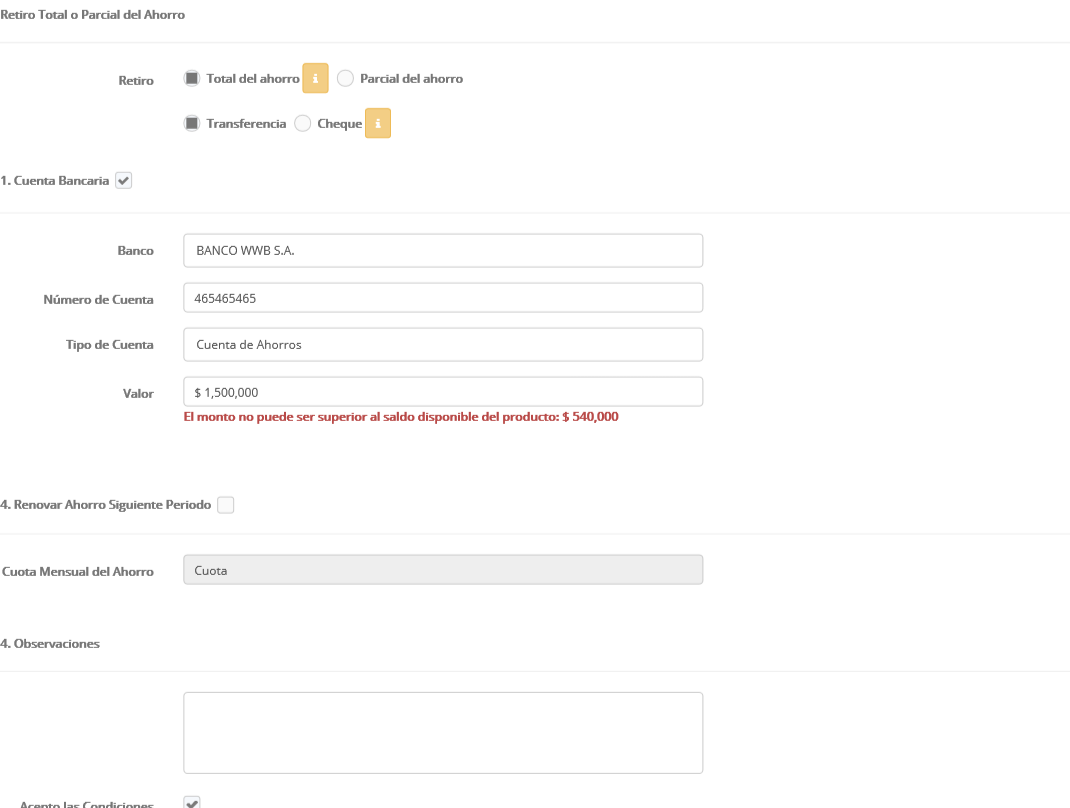 Retiro Total o Parcial del Ahorro
Retiro Total del ahorro i Parcial del ahorro
Transferencia Cheque i
1. Cuenta Bancaria
Banco BANCO WWB S.A.
Número de Cuenta 465465465
Tipo de Cuenta Cuenta de Ahorros
Valor $ 1,500,000
El monto no puede ser superior al saldo disponible del producto: $ 540,000
4. Renovar Ahorro Siguiente Periodo
Cuota Mensual del Ahorro Cuota
4. Observaciones
Acepto las Condiciones